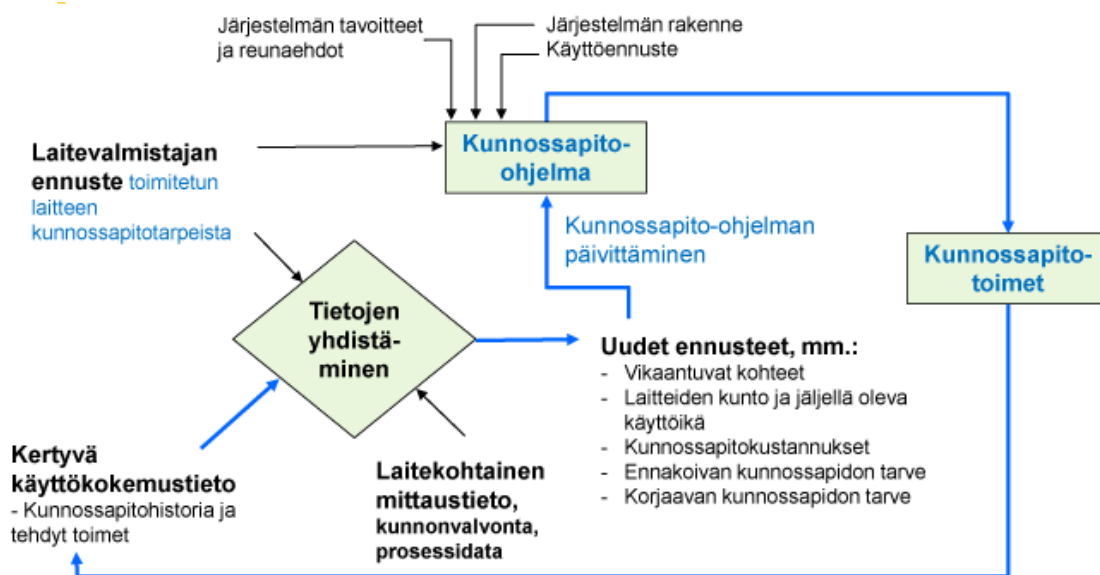 Järjestelmän tavoitteet
ja reunaehdot
Järjestelmän rakenne
Käyttöennuste
Kunnossapito-
ohjelma
Laitevalmistajan
ennuste toimitetun
laitteen
kunnossapitotarpeista
Kunnossapito-ohjelman
päivittäminen
Kunnossapito-
toimet
Tietojen
yhdistä-
minen
Uudet ennusteet, mm.:
- Vikaantuvat kohteet
- Laitteiden kunto ja jäljellä oleva
käyttöikä
- Kunnossapitokustannukset
- Ennakoivan kunnossapidon tarve
- Korjaavan kunnossapidon tarve
Kertyvä
käyttökokemustieto
- Kunnossapitohistoria ja
tehdyt toimet
Laitekohtainen
mittaustieto,
kunnonvalvonta,
prosessidata